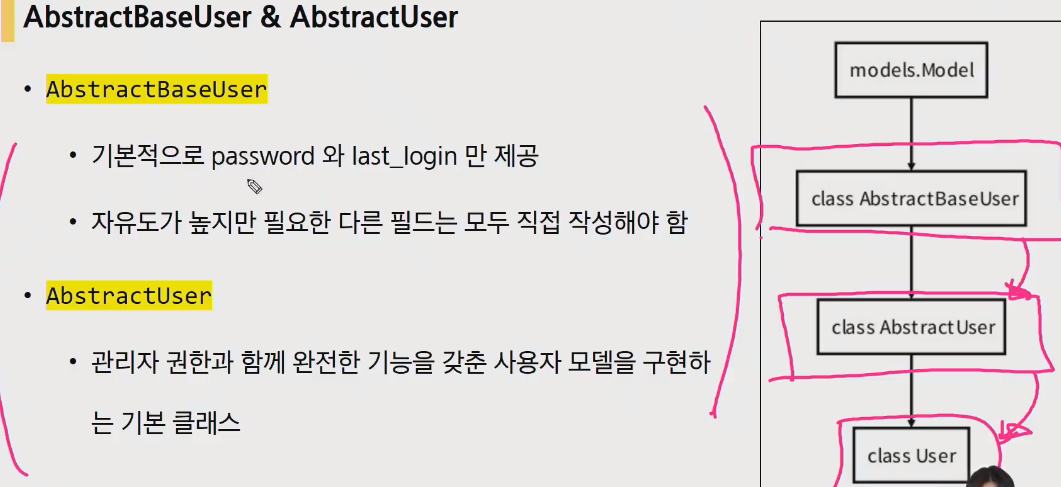 AbstractBaseUser & AbstractUser
• AbstractBaseUser
• 기본적으로 password 와 last_login 만 제공
• 자유도가 높지만 필요한 다른 필드는 모두 직접 작성해야 함
• AbstractUser
• 관리자 권한과 함께 완전한 기능을 갖춘 사용자 모델을 구현하
는 기본 클래스
models.Model
class AbstractBaseUser
class AbstractUser
class User